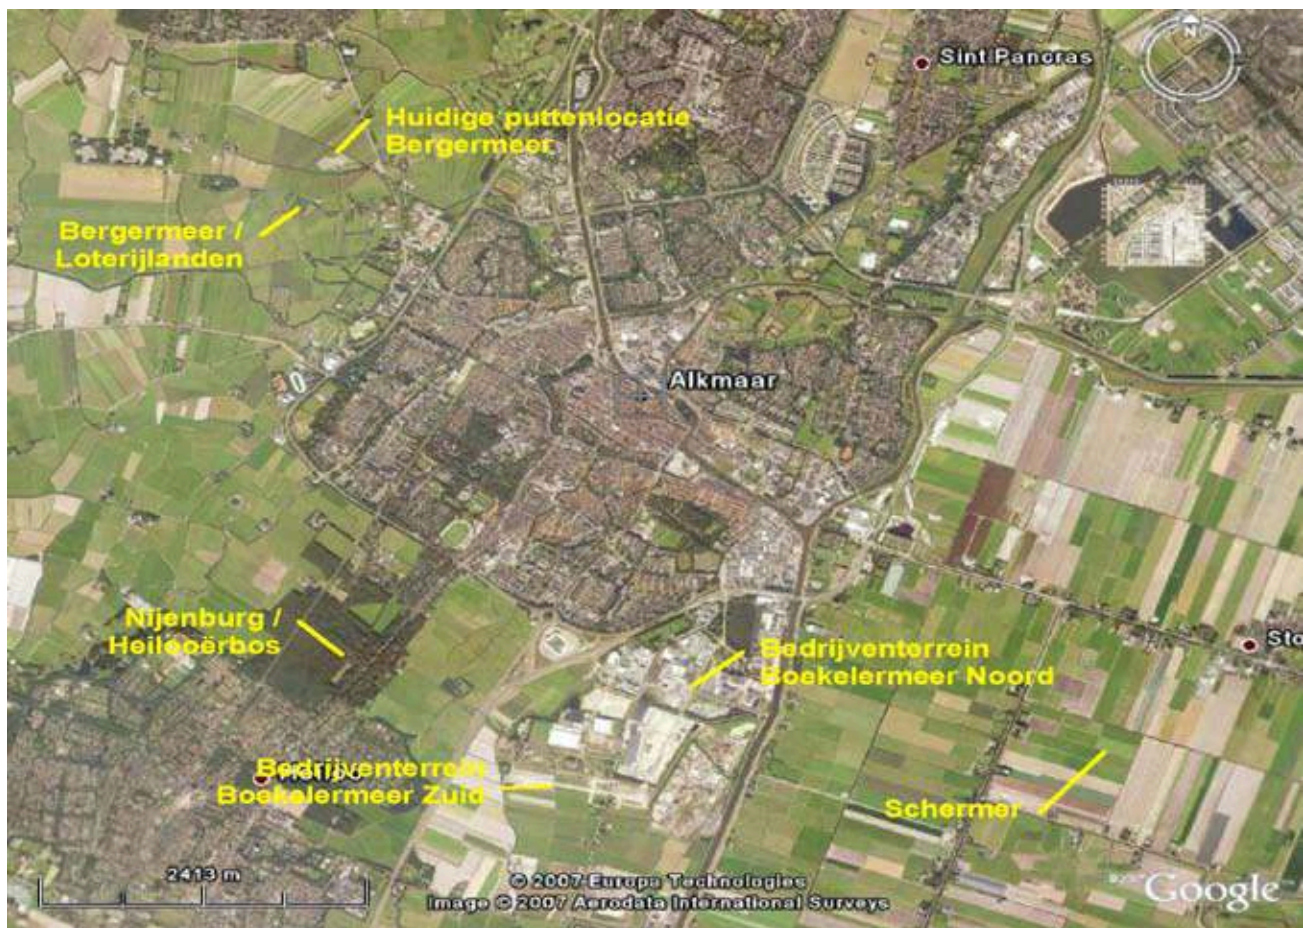 N
Sint Pancras
Huidige puttenlocatie
Bergermeer
Bergermeer /
Loterijlanden
Alkmaar
Nijenburg /
Heilooërbos
Sto
Bedrijventerrein
Boekelermeer Noord
Bedrijventerrein
Boekelermeer Zuid
Schermer
2413 m
© 2007 Europa Technologies
Image © 2007 Aerodata International Surveys
Google